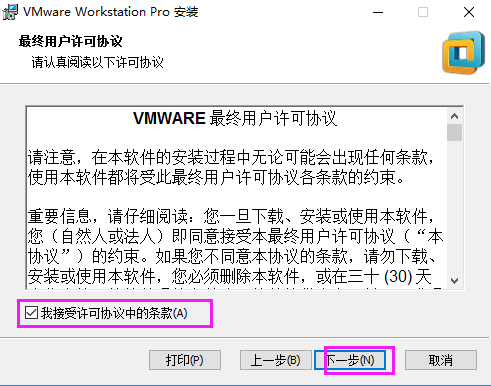 VMware Workstation Pro 安装
最终用户许可协议
请认真阅读以下许可协议
VMWARE 最终用户许可协议
请注意，在本软件的安装过程中无论可能会出现任何条款，
使用本软件都将受此最终用户许可协议各条款的约束。
重要信息，请仔细阅读：您一旦下载、安装或使用本软件，
您（自然人或法人）即同意接受本最终用户许可协议（“本
协议”）的约束。如果您不同意本协议的条款，请勿下载、
安装或使用本软件，您必须删除本软件，或在三十 (30) 天
我接受许可协议中的条款(A)
打印(P)
上一步(B)
下一步(N)
取消